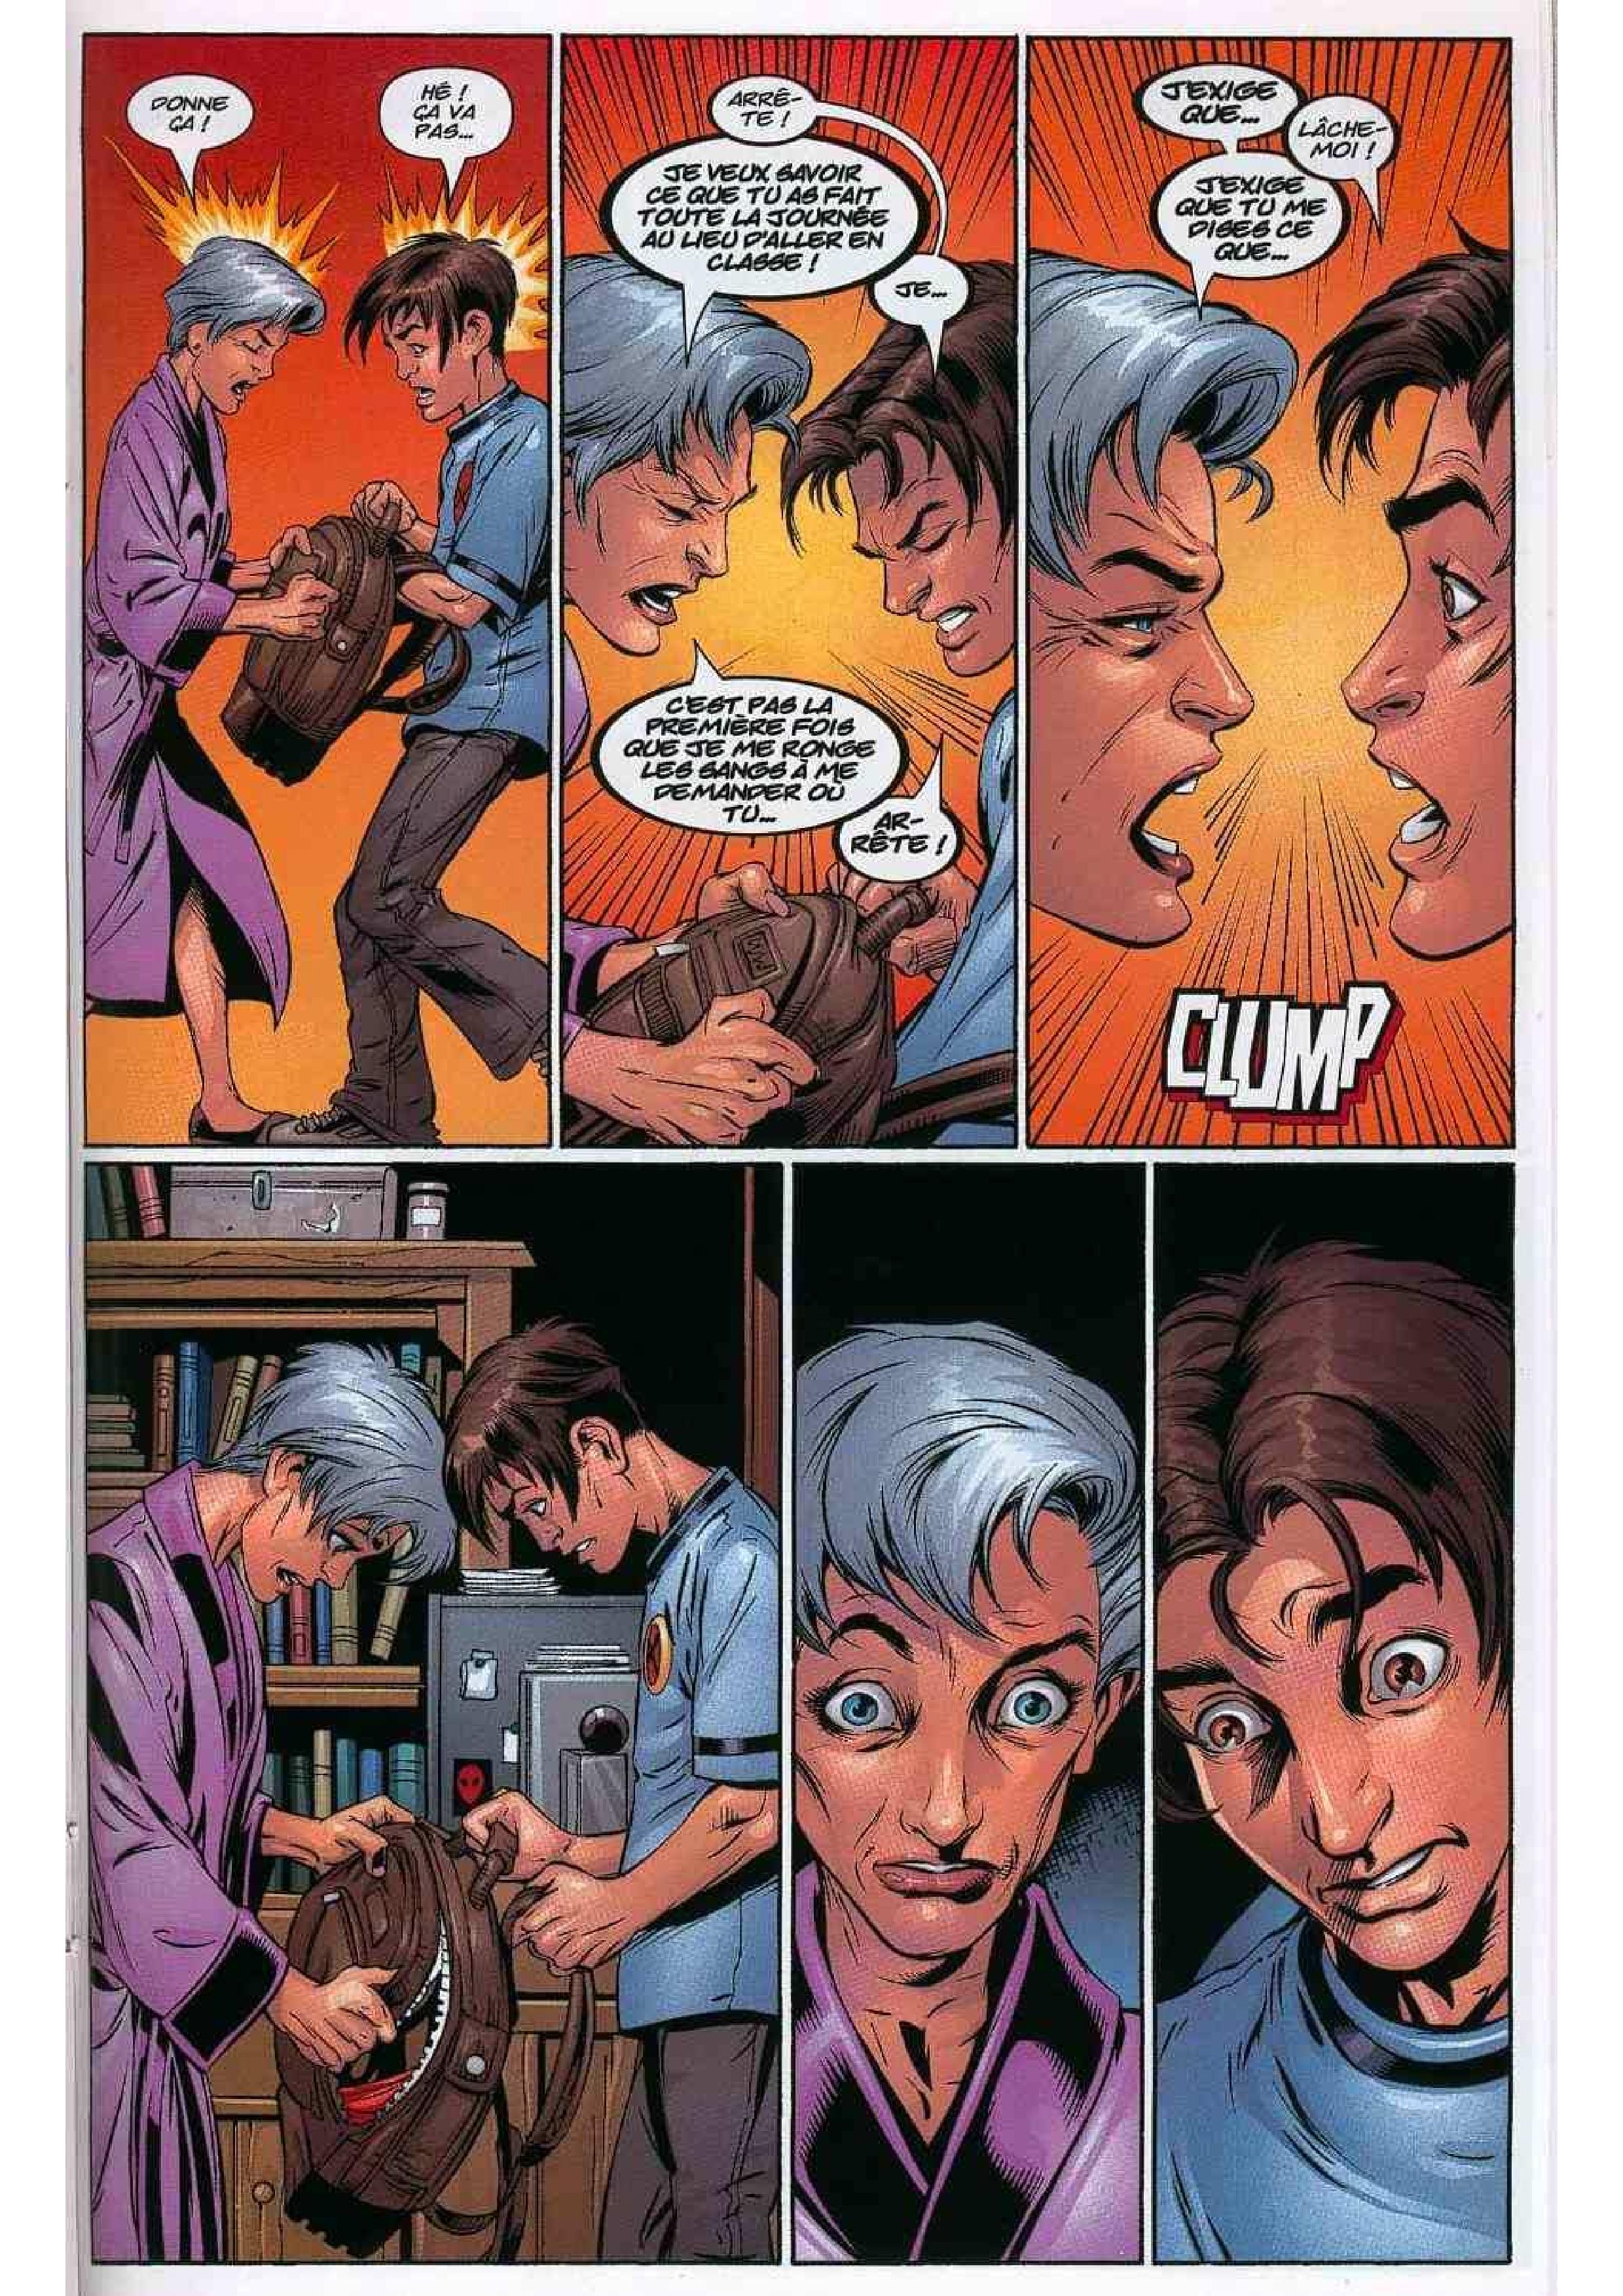 DONNE
ÇA !
HÉ !
ÇA VA
PAS...
ARRÊ-
TE !
JE VEUX SAVOIR
CE QUE TU AS FAIT
TOUTE LA JOURNÉE
AU LIEU D'ALLER EN
CLASSE !
JE...
C'EST PAS LA
PREMIÈRE FOIS
QUE JE ME RONGE
LES SANGS À ME
DEMANDER OÙ
TU...
AR-
RÊTE !
J'EXIGE
QUE...
LÂCHE-
MOI !
J'EXIGE
QUE TU ME
DISES CE
QUE...
CLUMP